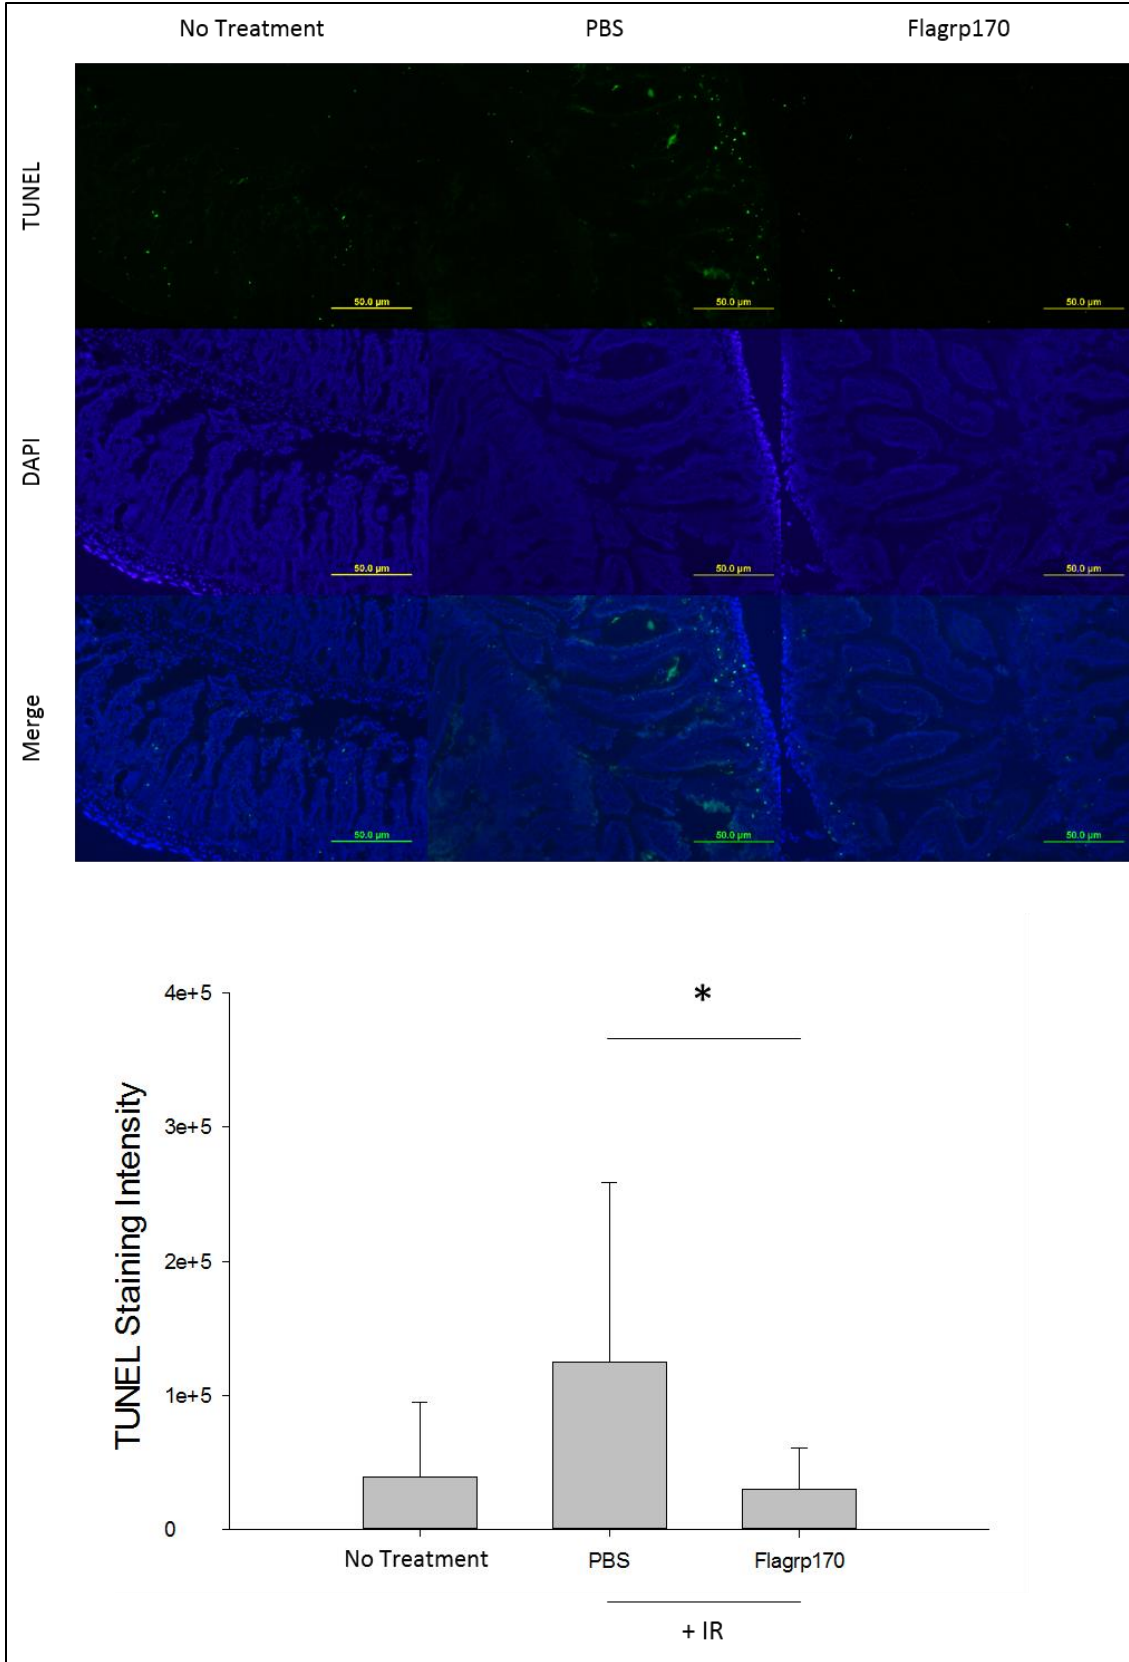 No Treatment PBS Flagrp170
TUNEL
50.0 µm 50.0 µm 50.0 µm
DAPI
50.0 µm 50.0 µm 50.0 µm
Merge
50.0 µm 50.0 µm 50.0 µm
*
TUNEL Staining Intensity
4e+5
3e+5
2e+5
1e+5
0
No Treatment PBS Flagrp170
+ IR